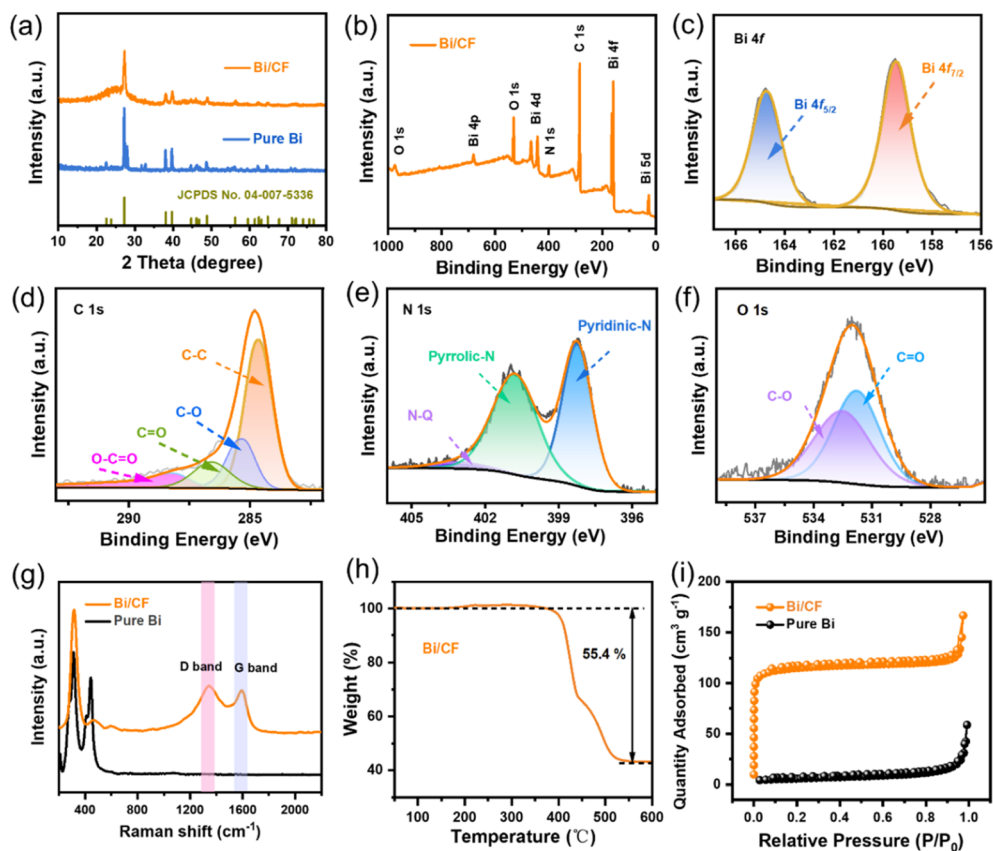 (a)
Bi/CF
Pure Bi
JCPDS No. 04-007-5336
10 20 30 40 50 60 70 80
2 Theta (degree)
Intensity (a.u.)
(b)
Bi/CF
O 1s
Bi 4p
O 1s
Bi 4d
N 1s
C 1s
Bi 4f
Bi 5d
1000 800 600 400 200 0
Binding Energy (eV)
Intensity (a.u.)
(c)
Bi 4f
Bi 4f5/2
Bi 4f7/2
166 164 162 160 158 156
Binding Energy (eV)
Intensity (a.u.)
(d)
C 1s
C-C
C-O
C=O
O-C=O
290 285
Binding Energy (eV)
Intensity (a.u.)
(e)
N 1s
Pyridinic-N
Pyrrolic-N
N-Q
405 402 399 396
Binding Energy (eV)
Intensity (a.u.)
(f)
O 1s
C=O
C-O
537 534 531 528
Binding Energy (eV)
Intensity (a.u.)
(g)
Bi/CF
Pure Bi
D band
G band
400 800 1200 1600 2000
Raman shift (cm-1)
Intensity (a.u.)
(h)
Bi/CF
55.4 %
100
80
60
40
100 200 300 400 500 600
Temperature (℃)
Weight (%)
(i)
Bi/CF
Pure Bi
200
150
100
50
0
0.0 0.2 0.4 0.6 0.8 1.0
Relative Pressure (P/P0)
Quantity Adsorbed (cm3 g-1)